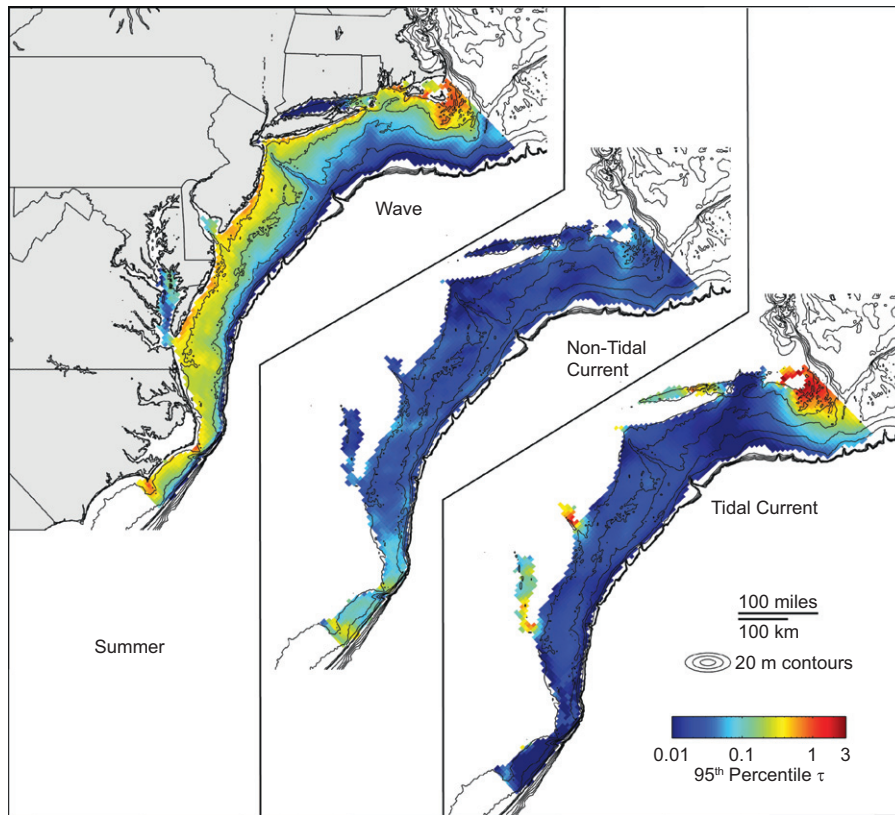 Wave
Non-Tidal
Current
Tidal Current
Summer
100 miles
100 km
20 m contours
0.01 0.1 1 3
95th Percentile τ